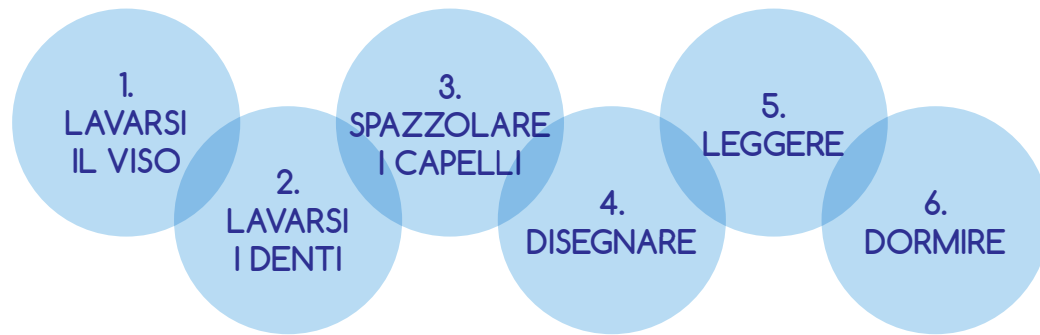 1.
LAVARSI
IL VISO
2.
LAVARSI
I DENTI
3.
SPAZZOLARE
I CAPELLI
4.
DISEGNARE
5.
LEGGERE
6.
DORMIRE